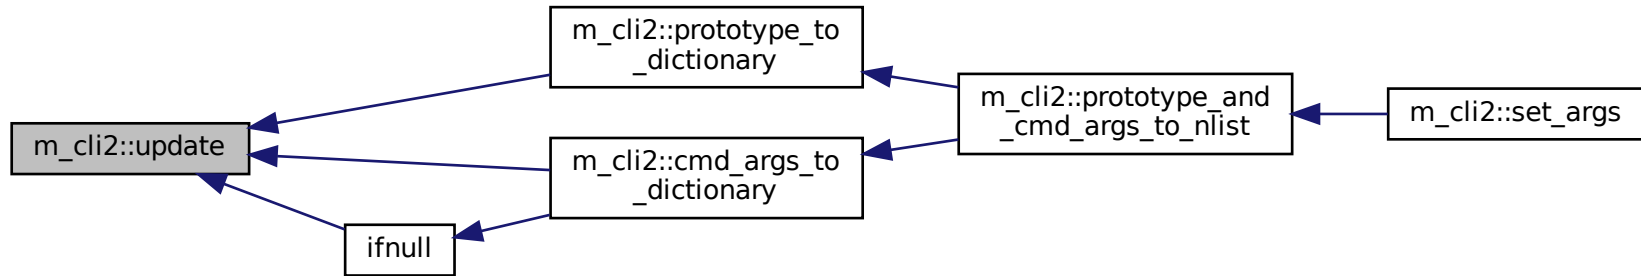 m_cli2::update
m_cli2::prototype_to
_dictionary
m_cli2::cmd_args_to
_dictionary
ifnull
m_cli2::prototype_and
_cmd_args_to_nlist
m_cli2::set_args